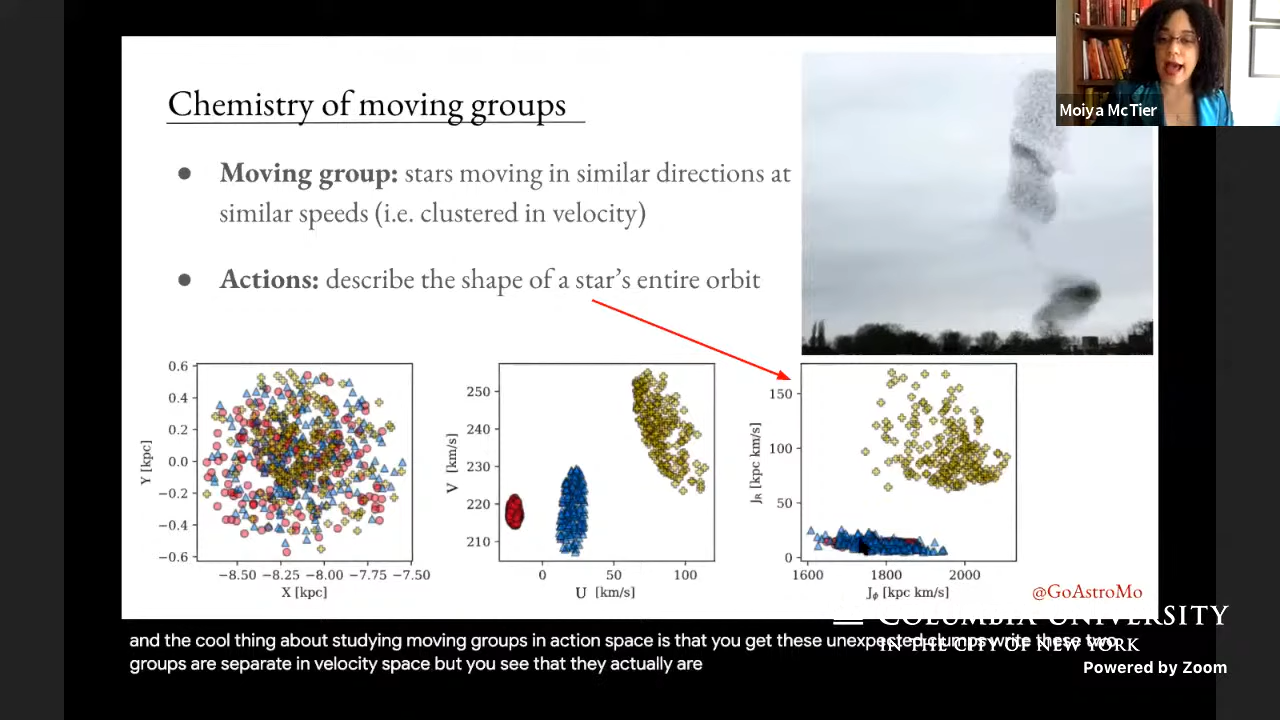 Moiya McTier
Chemistry of moving groups
● Moving group: stars moving in similar directions at
similar speeds (i.e. clustered in velocity)
● Actions: describe the shape of a star's entire orbit
0.6
0.4
0.2
0.0
−0.2
−0.4
−0.6
Y [kpc]
−8.50 −8.25 −8.00 −7.75 −7.50
X [kpc]
250
240
230
220
210
V [km/s]
0 50 100
U [km/s]
150
100
50
0
J_R [kpc km/s]
1600 1800 2000
J_ϕ [kpc km/s]
@GoAstroMo
COLUMBIA UNIVERSITY
IN THE CITY OF NEW YORK
and the cool thing about studying moving groups in action space is that you get these unexpected clumps write these two
groups are separate in velocity space but you see that they actually are
Powered by Zoom